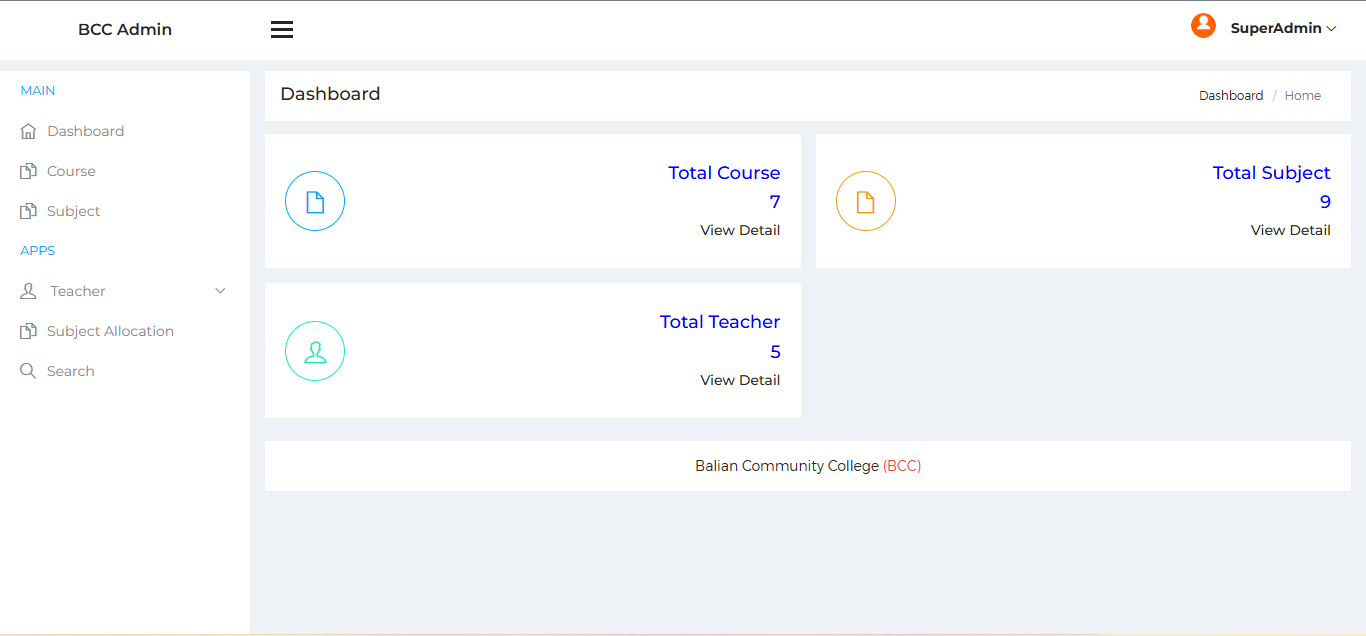 BCC Admin
SuperAdmin
MAIN
Dashboard
Course
Subject
APPS
Teacher
Subject Allocation
Search
Dashboard
Dashboard / Home
Total Course
7
View Detail
Total Subject
9
View Detail
Total Teacher
5
View Detail
Balian Community College (BCC)